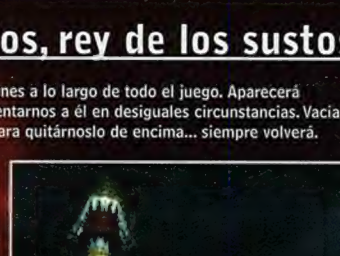 os, rey de los sustos
nes a lo largo de todo el juego. Aparecerá
entarnos a él en desiguales circunstancias. Vacia
ara quitárnoslo de encima... siempre volverá.